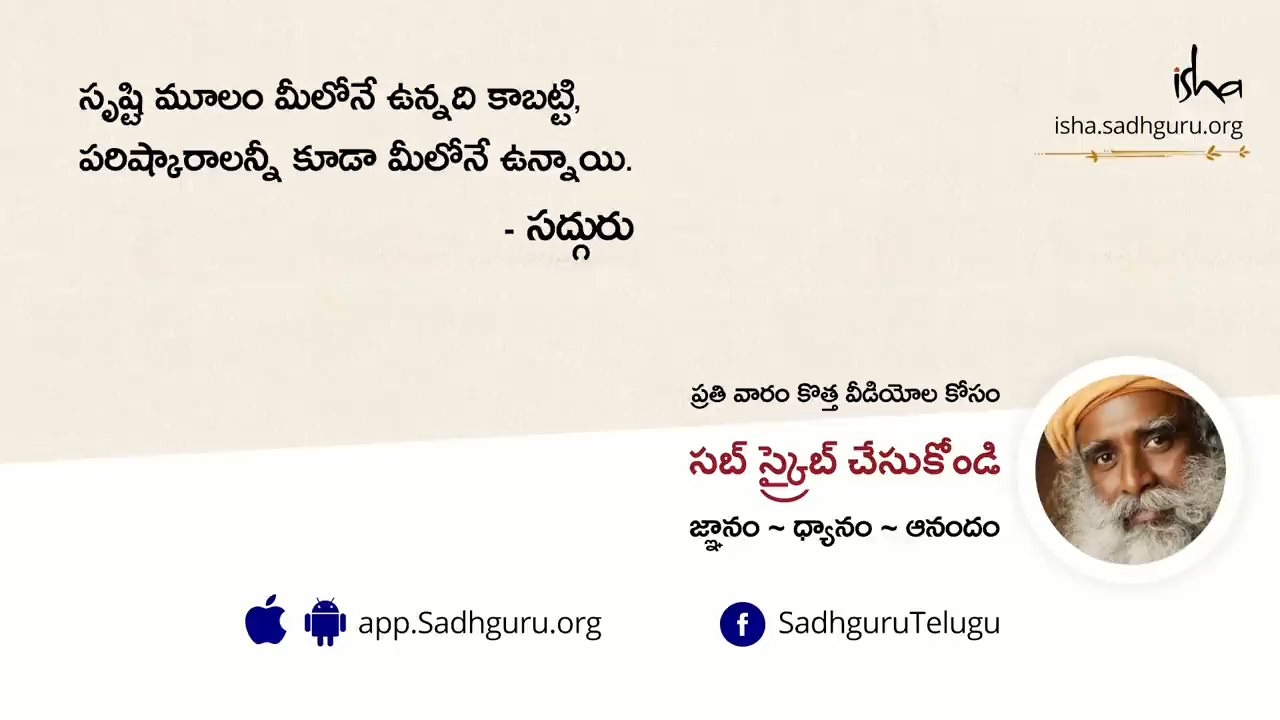 సృష్టి మూలం మీలోనే ఉన్నది కాబట్టి,
పరిష్కారాలన్నీ కూడా మీలోనే ఉన్నాయి.
- సద్గురు
isha
isha.sadhguru.org
ప్రతి వారం కొత్త వీడియోల కోసం
సబ్ స్క్రైబ్ చేసుకోండి
జ్ఞానం ~ ధ్యానం ~ ఆనందం
app.Sadhguru.org
SadhguruTelugu